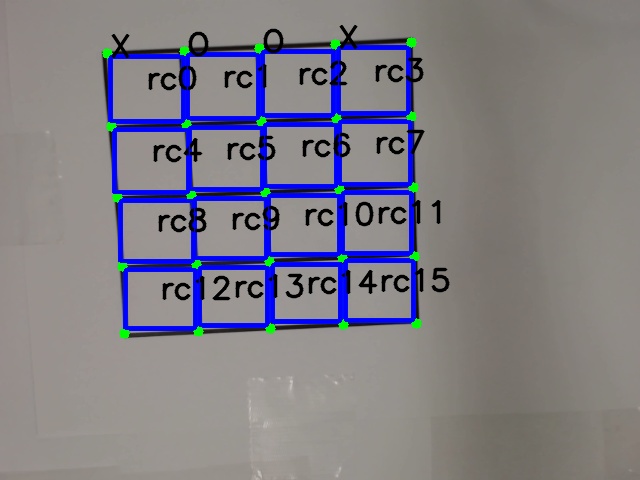 X O O X
rc0 rc1 rc2 rc3
rc4 rc5 rc6 rc7
rc8 rc9 rc10 rc11
rc12 rc13 rc14 rc15